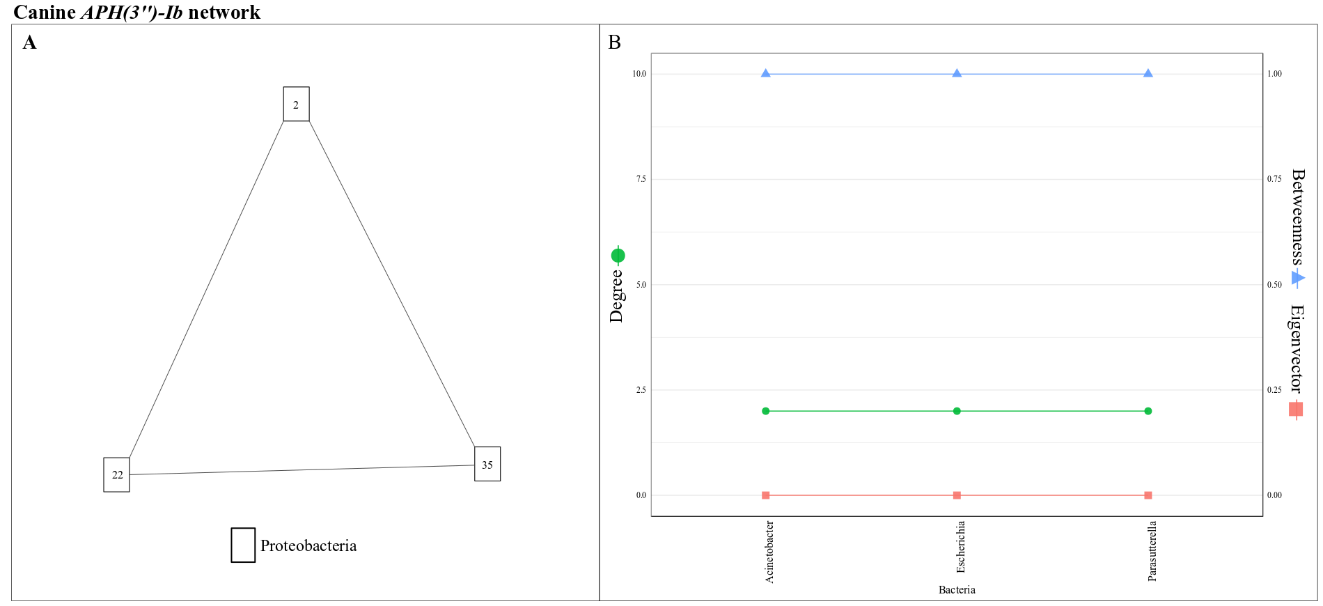 Canine APH(3")-Ib network
A
2
22
35
Proteobacteria
B
10.0
7.5
5.0
2.5
0.0
Degree
1.00
0.75
0.50
0.25
0.00
Betweenness
Eigenvector
Acinetobacter
Escherichia
Parasutterella
Bacteria